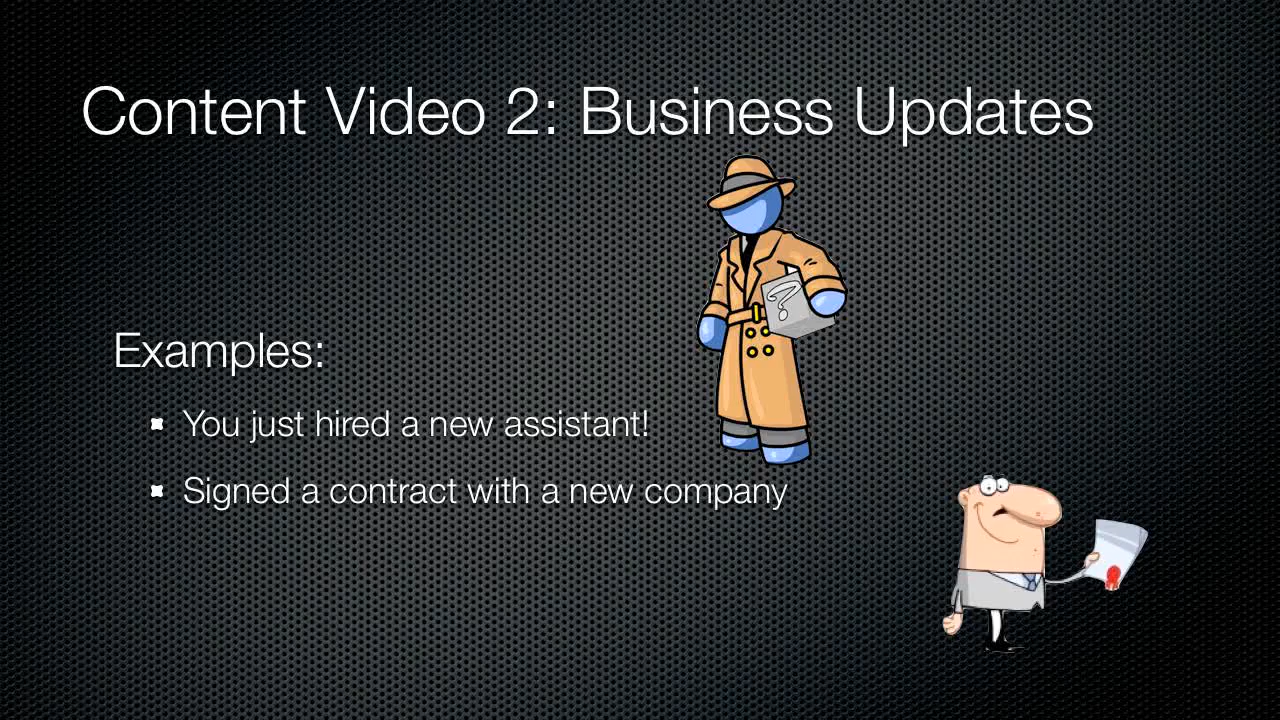 Content Video 2: Business Updates
?
Examples:
You just hired a new assistant!
Signed a contract with a new company